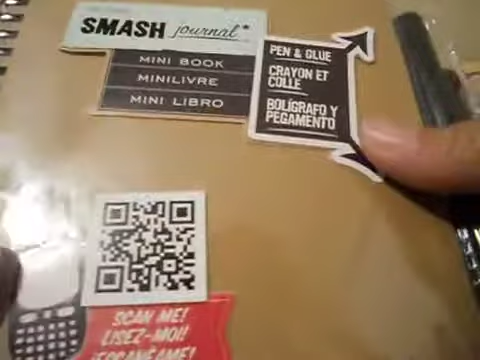 SMASH journal*
MINI BOOK
MINILIVRE
MINI LIBRO
PEN & GLUE
CRAYON ET
COLLE
BOLÍGRAFO Y
PEGAMENTO
SCAN ME!
LISEZ-MOI!
¡ESCANÉAME!